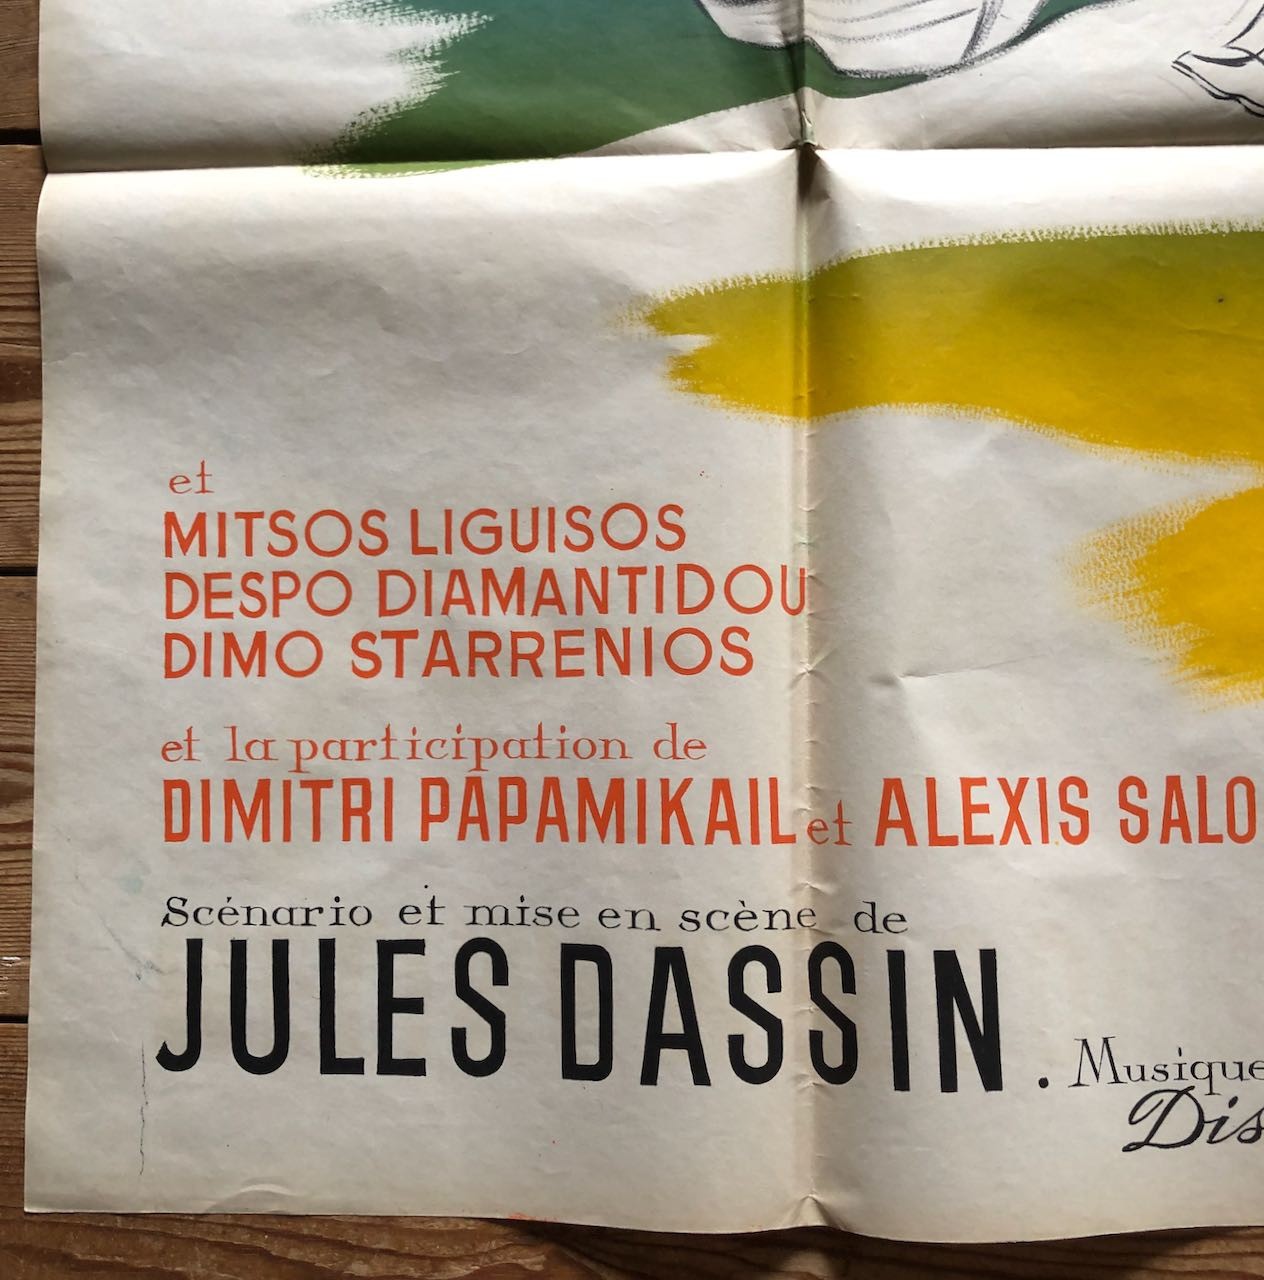 et
MITSOS LIGUISOS
DESPO DIAMANTIDOU
DIMO STARRENIOS
et la participation de
DIMITRI PAPAMIKAIL et ALEXIS SALO
Scénario et mise en scène de
JULES DASSIN. Musique
Dis